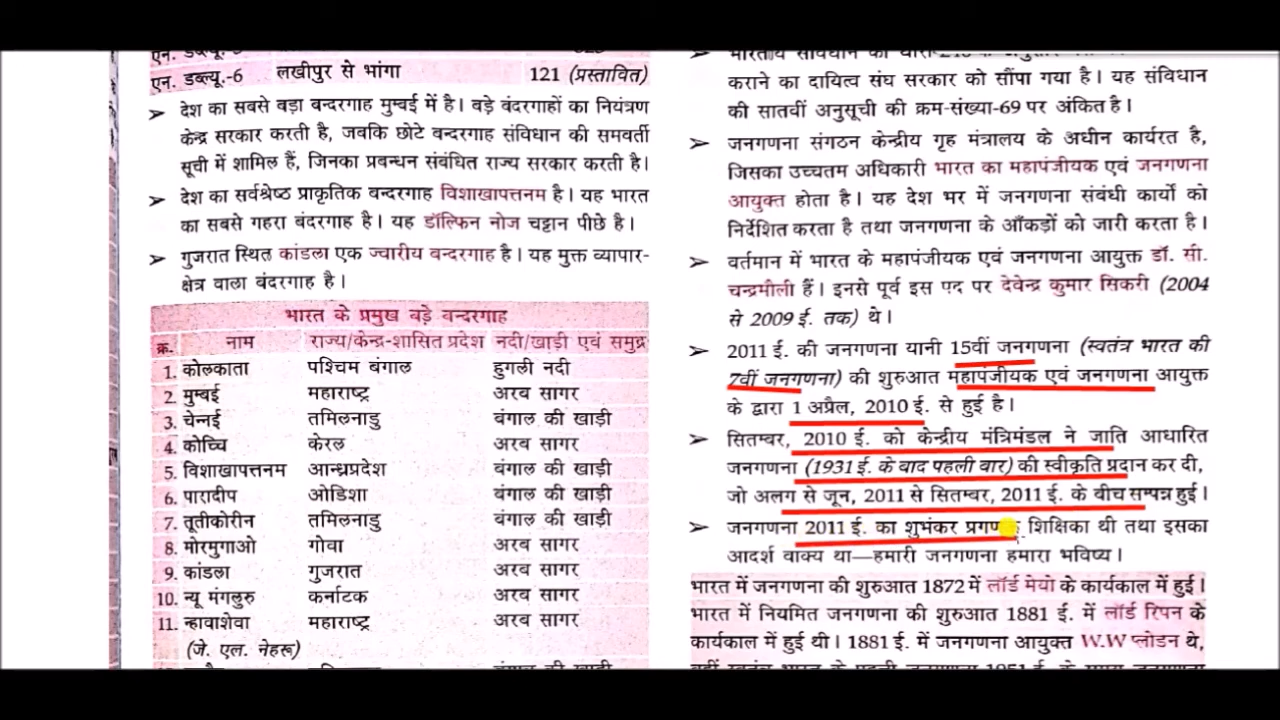 एन. डब्ल्यू.-6 लखीपुर से भांगा 121 (प्रस्तावित)
➢ देश का सबसे बड़ा बन्दरगाह मुम्बई में है। बड़े बंदरगाहों का नियंत्रण
केन्द्र सरकार करती है, जबकि छोटे बन्दरगाह संविधान की समवर्ती
सूची में शामिल हैं, जिनका प्रबन्धन संबंधित राज्य सरकार करती है।
➢ देश का सर्वश्रेष्ठ प्राकृतिक बन्दरगाह विशाखापत्तनम है। यह भारत
का सबसे गहरा बंदरगाह है। यह डॉल्फिन नोज चट्टान पीछे है।
➢ गुजरात स्थित कांडला एक ज्वारीय बन्दरगाह है। यह मुक्त व्यापार-
क्षेत्र वाला बंदरगाह है।
भारत के प्रमुख बड़े बन्दरगाह
क्र. नाम राज्य/केन्द्र-शासित प्रदेश नदी/खाड़ी एवं समुद्र
1. कोलकाता पश्चिम बंगाल हुगली नदी
2. मुम्बई महाराष्ट्र अरब सागर
3. चेन्नई तमिलनाडु बंगाल की खाड़ी
4. कोच्चि केरल अरब सागर
5. विशाखापत्तनम आन्ध्रप्रदेश बंगाल की खाड़ी
6. पारादीप ओडिशा बंगाल की खाड़ी
7. तूतीकोरीन तमिलनाडु बंगाल की खाड़ी
8. मोरमुगाओ गोवा अरब सागर
9. कांडला गुजरात अरब सागर
10. न्यू मंगलुरु कर्नाटक अरब सागर
11. न्हावाशेवा महाराष्ट्र अरब सागर
(जे. एल. नेहरू)
कराने का दायित्व संघ सरकार को सौंपा गया है। यह संविधान
की सातवीं अनुसूची की क्रम-संख्या-69 पर अंकित है।
➢ जनगणना संगठन केन्द्रीय गृह मंत्रालय के अधीन कार्यरत है,
जिसका उच्चतम अधिकारी भारत का महापंजीयक एवं जनगणना
आयुक्त होता है। यह देश भर में जनगणना संबंधी कार्यों को
निर्देशित करता है तथा जनगणना के आँकड़ों को जारी करता है।
➢ वर्तमान में भारत के महापंजीयक एवं जनगणना आयुक्त डॉ. सी.
चन्द्रमौली हैं। इनसे पूर्व इस पद पर देवेन्द्र कुमार सिकरी (2004
से 2009 ई. तक) थे।
➢ 2011 ई. की जनगणना यानी 15वीं जनगणना (स्वतंत्र भारत की
7वीं जनगणना) की शुरुआत महापंजीयक एवं जनगणना आयुक्त
के द्वारा 1 अप्रैल, 2010 ई. से हुई है।
➢ सितम्बर, 2010 ई. को केन्द्रीय मंत्रिमंडल ने जाति आधारित
जनगणना (1931 ई. के बाद पहली बार) की स्वीकृति प्रदान कर दी,
जो अलग से जून, 2011 से सितम्बर, 2011 ई. के बीच सम्पन्न हुई।
➢ जनगणना 2011 ई. का शुभंकर शिक्षिका थी तथा इसका
आदर्श वाक्य था—हमारी जनगणना हमारा भविष्य।
भारत में जनगणना की शुरुआत 1872 में लॉर्ड मेयो के कार्यकाल में हुई।
भारत में नियमित जनगणना की शुरुआत 1881 ई. में लॉर्ड रिपन के
कार्यकाल में हुई थी। 1881 ई. में जनगणना आयुक्त W.W प्लोडन थे,